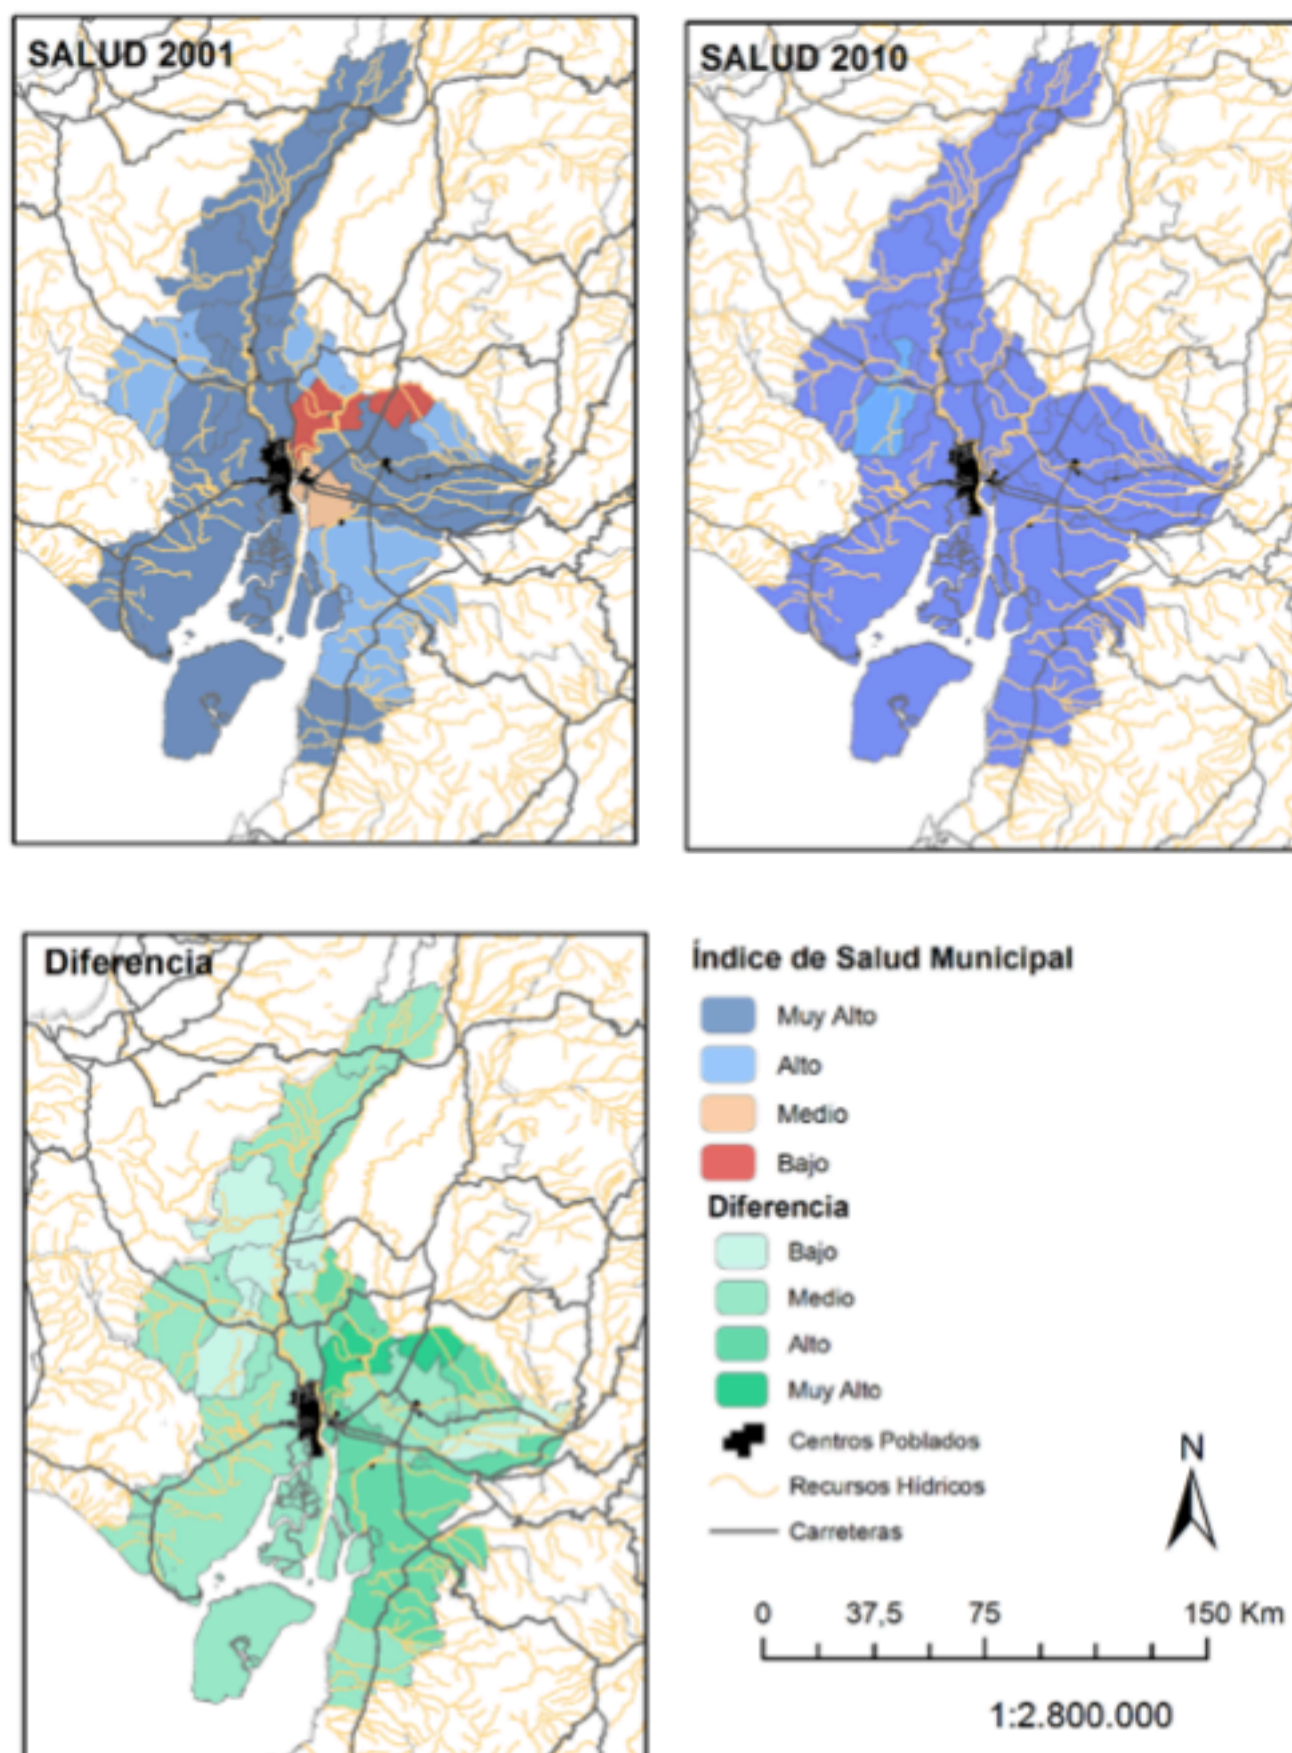 SALUD 2001
SALUD 2010
Diferencia
Índice de Salud Municipal
Muy Alto
Alto
Medio
Bajo
Diferencia
Bajo
Medio
Alto
Muy Alto
Centros Poblados
Recursos Hídricos
Carreteras
N
0 37,5 75 150 Km
1:2.800.000